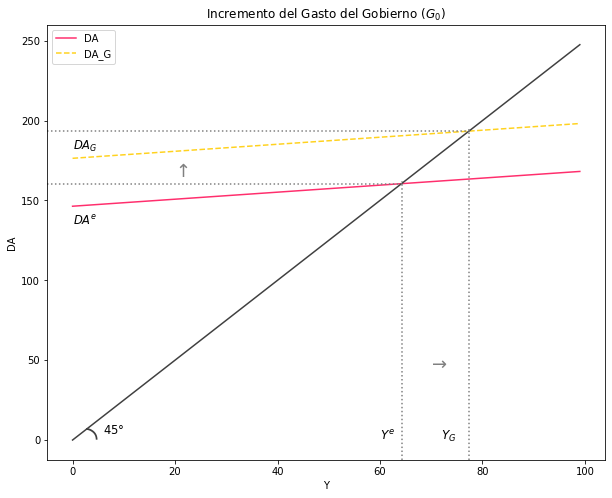 Incremento del Gasto del Gobierno (G₀)
DA
DA_G
250
200
150
100
50
0
DA
DA_G
↑
DA^e
→
45°
Y^e
Y_G
0
20
40
60
80
100
Y